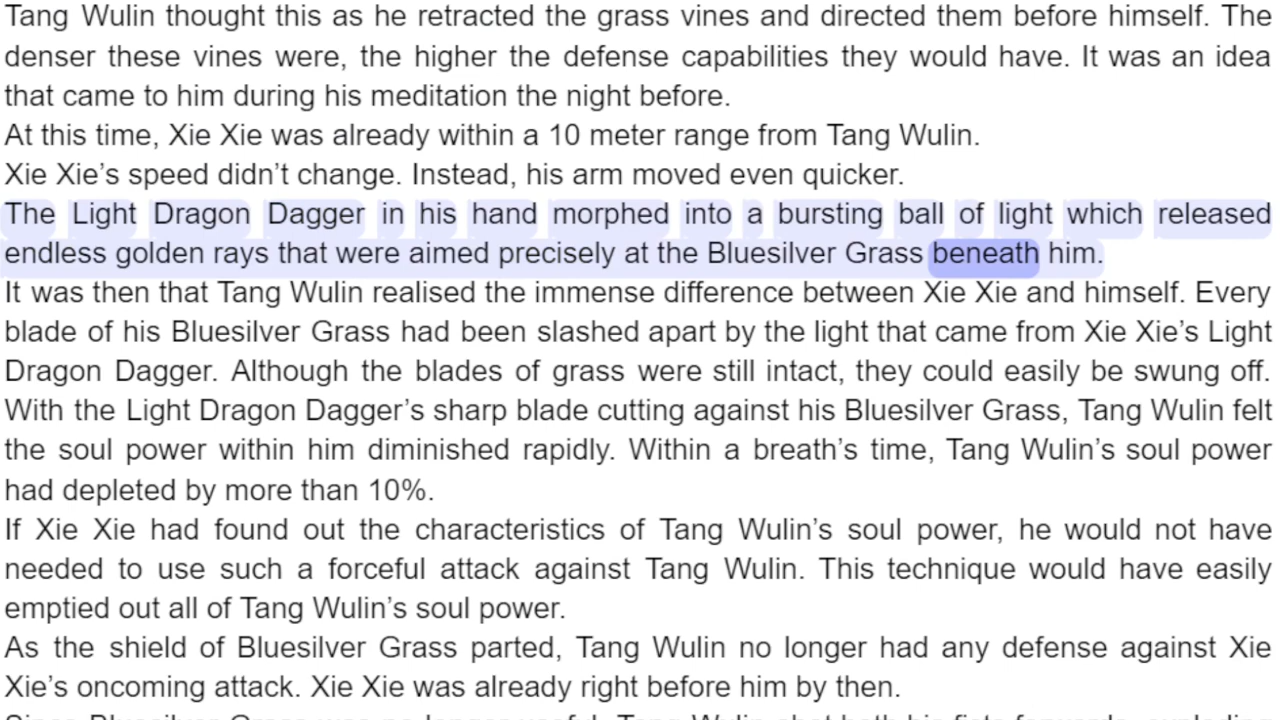 Tang Wulin thought this as he retracted the grass vines and directed them before himself. The
denser these vines were, the higher the defense capabilities they would have. It was an idea
that came to him during his meditation the night before.
At this time, Xie Xie was already within a 10 meter range from Tang Wulin.
Xie Xie’s speed didn’t change. Instead, his arm moved even quicker.
The Light Dragon Dagger in his hand morphed into a bursting ball of light which released
endless golden rays that were aimed precisely at the Bluesilver Grass beneath him.
It was then that Tang Wulin realised the immense difference between Xie Xie and himself. Every
blade of his Bluesilver Grass had been slashed apart by the light that came from Xie Xie’s Light
Dragon Dagger. Although the blades of grass were still intact, they could easily be swung off.
With the Light Dragon Dagger’s sharp blade cutting against his Bluesilver Grass, Tang Wulin felt
the soul power within him diminished rapidly. Within a breath’s time, Tang Wulin’s soul power
had depleted by more than 10%.
If Xie Xie had found out the characteristics of Tang Wulin’s soul power, he would not have
needed to use such a forceful attack against Tang Wulin. This technique would have easily
emptied out all of Tang Wulin’s soul power.
As the shield of Bluesilver Grass parted, Tang Wulin no longer had any defense against Xie
Xie’s oncoming attack. Xie Xie was already right before him by then.